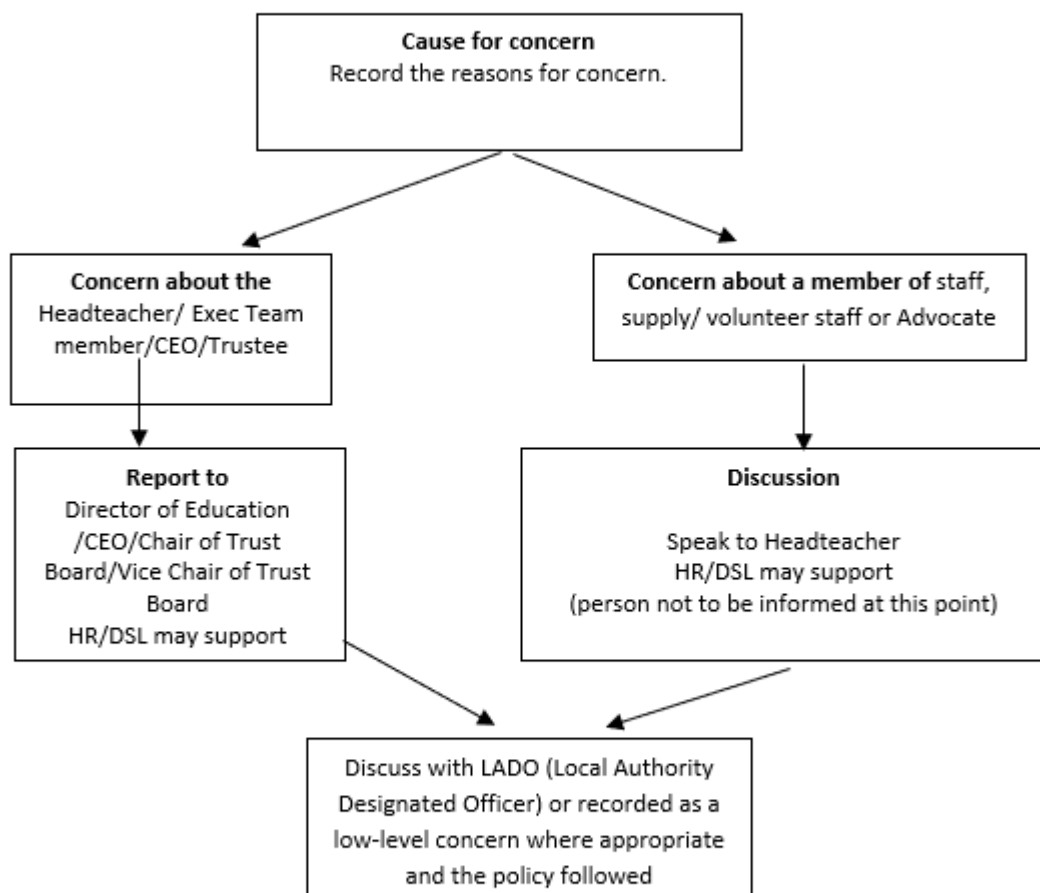 Cause for concern
Record the reasons for concern.
Concern about the
Headteacher/ Exec Team
member/CEO/Trustee
Concern about a member of staff,
supply/ volunteer staff or Advocate
Report to
Director of Education
/CEO/Chair of Trust
Board/Vice Chair of Trust
Board
HR/DSL may support
Discussion
Speak to Headteacher
HR/DSL may support
(person not to be informed at this point)
Discuss with LADO (Local Authority
Designated Officer) or recorded as a
low-level concern where appropriate
and the policy followed